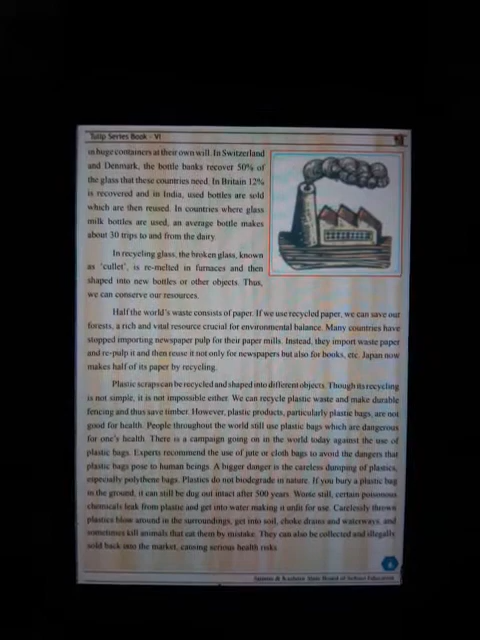 Tulip Series Book - VI
in huge containers at their own will. In Switzerland
and Denmark, the bottle banks recover 50% of
the glass that these countries need. In Britain 12%
is recovered and in India, used bottles are sold
which are then reused. In countries where glass
milk bottles are used, an average bottle makes
about 30 trips to and from the dairy.
In recycling glass, the broken glass, known
as 'cullet', is re-melted in furnaces and then
shaped into new bottles or other objects. Thus,
we can conserve our resources.
Half the world's waste consists of paper. If we use recycled paper, we can save our
forests, a rich and vital resource crucial for environmental balance. Many countries have
stopped importing newspaper pulp for their paper mills. Instead, they import waste paper
and re-pulp it and then reuse it not only for newspapers but also for books, etc. Japan now
makes half of its paper by recycling.
Plastic scraps can be recycled and shaped into different objects. Though its recycling
is not simple, it is not impossible either. We can recycle plastic waste and make durable
fencing and thus save timber. However, plastic products, particularly plastic bags, are not
good for health. People throughout the world still use plastic bags which are dangerous
for one's health. There is a campaign going on in the world today against the use of
plastic bags. Experts recommend the use of jute or cloth bags to avoid the dangers that
plastic bags pose to human beings. A bigger danger is the careless dumping of plastics,
especially polythene bags. Plastics do not biodegrade in nature. If you bury a plastic bag
in the ground, it can still be dug out intact after 500 years. Worse still, certain poisonous
chemicals leak from plastic and get into water making it unfit for use. Carelessly thrown
plastics blow around in the surroundings, get into soil, choke drains and waterways, and
sometimes kill animals that eat them by mistake. They can also be collected and illegally
sold back into the market, causing serious health risks.
Jammu & Kashmir State Board of School Education